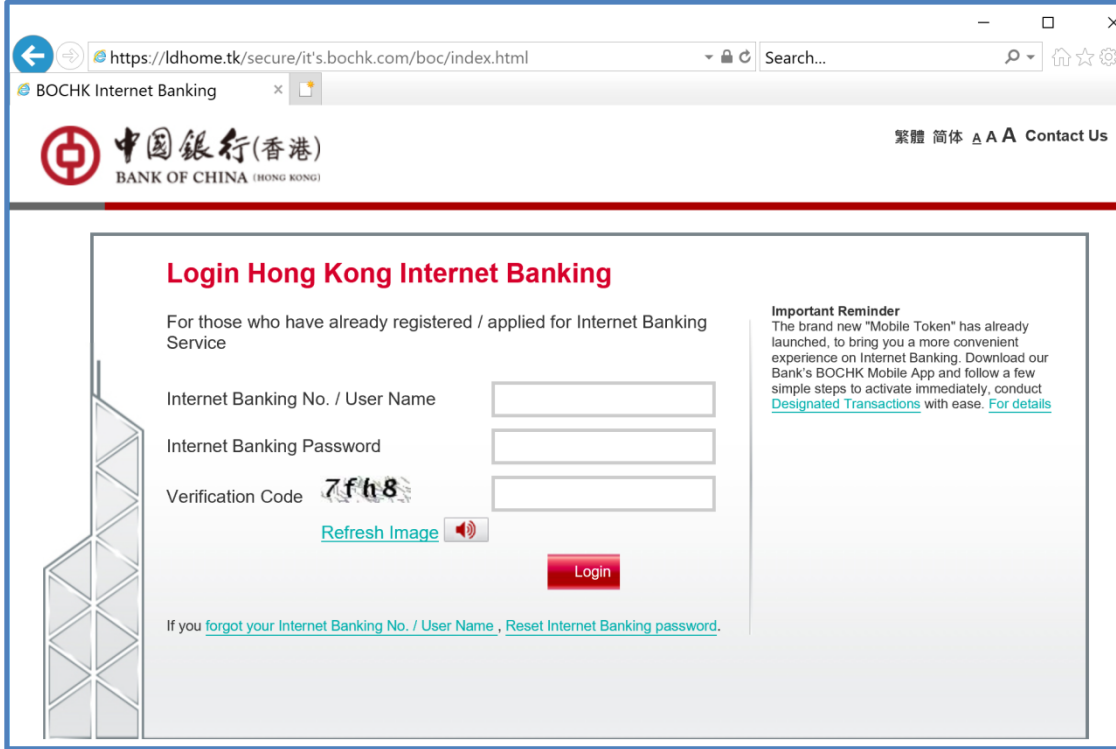 https://ldhome.tk/secure/it's.bochk.com/boc/index.html
Search...
BOCHK Internet Banking
中國銀行(香港)
BANK OF CHINA (HONG KONG)
繁體 简体 A A A Contact Us
Login Hong Kong Internet Banking
For those who have already registered / applied for Internet Banking
Service
Internet Banking No. / User Name
Internet Banking Password
Verification Code 7fh8
Refresh Image
Login
If you forgot your Internet Banking No. / User Name , Reset Internet Banking password.
Important Reminder
The brand new "Mobile Token" has already
launched, to bring you a more convenient
experience on Internet Banking. Download our
Bank's BOCHK Mobile App and follow a few
simple steps to activate immediately, conduct
Designated Transactions with ease. For details